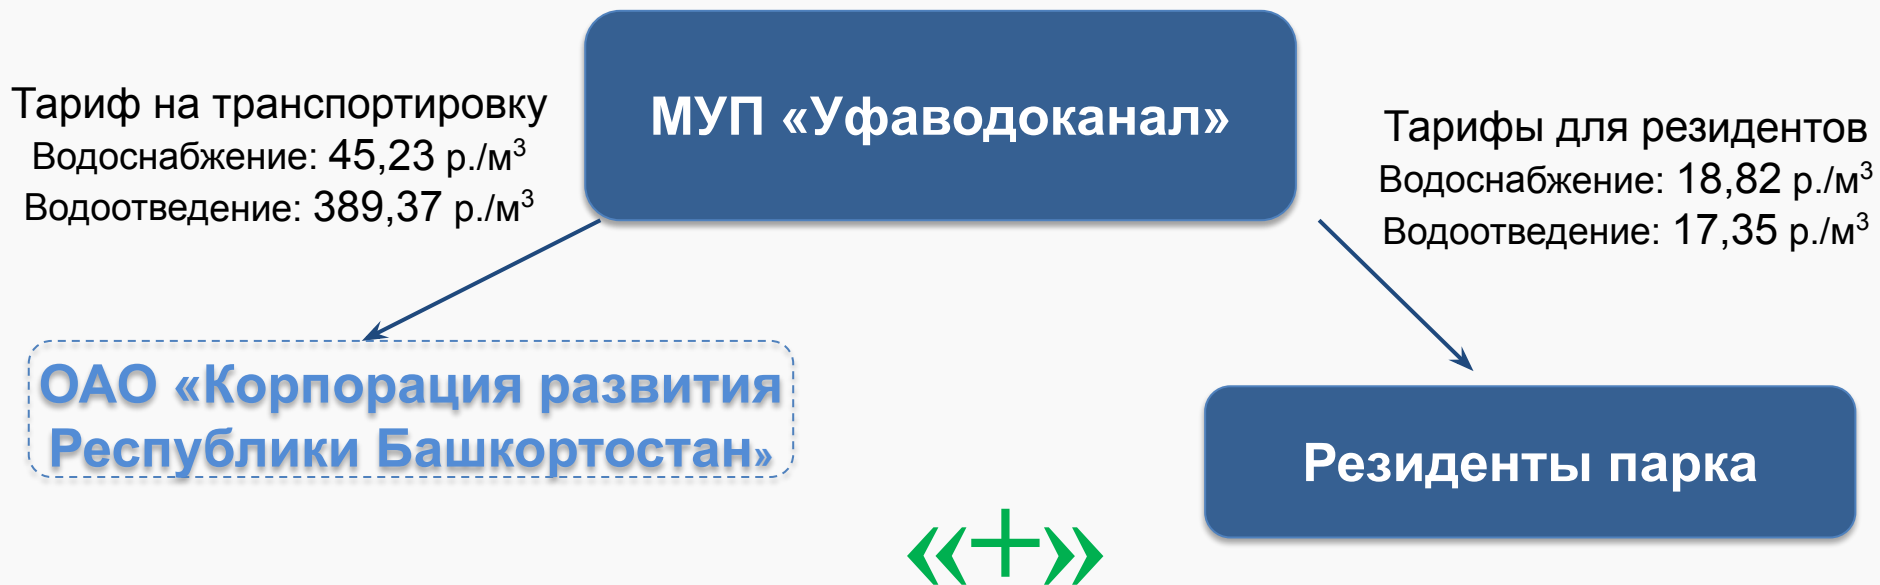 МУП «Уфаводоканал»
Тариф на транспортировку
Водоснабжение: 45,23 р./м³
Водоотведение: 389,37 р./м³
Тарифы для резидентов
Водоснабжение: 18,82 р./м³
Водоотведение: 17,35 р./м³
ОАО «Корпорация развития
Республики Башкортостан»
Резиденты парка
«+»